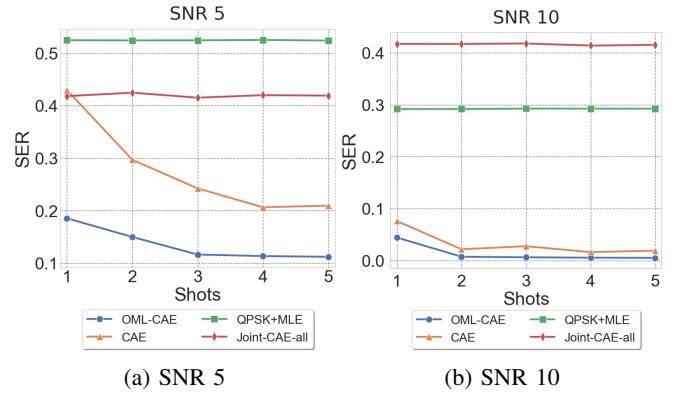 SNR 5
0.5
0.4
0.3
0.2
0.1
SER
1 2 3 4 5
Shots
OML-CAE QPSK+MLE
CAE Joint-CAE-all
(a) SNR 5
SNR 10
0.4
0.3
0.2
0.1
0.0
SER
1 2 3 4 5
Shots
OML-CAE QPSK+MLE
CAE Joint-CAE-all
(b) SNR 10